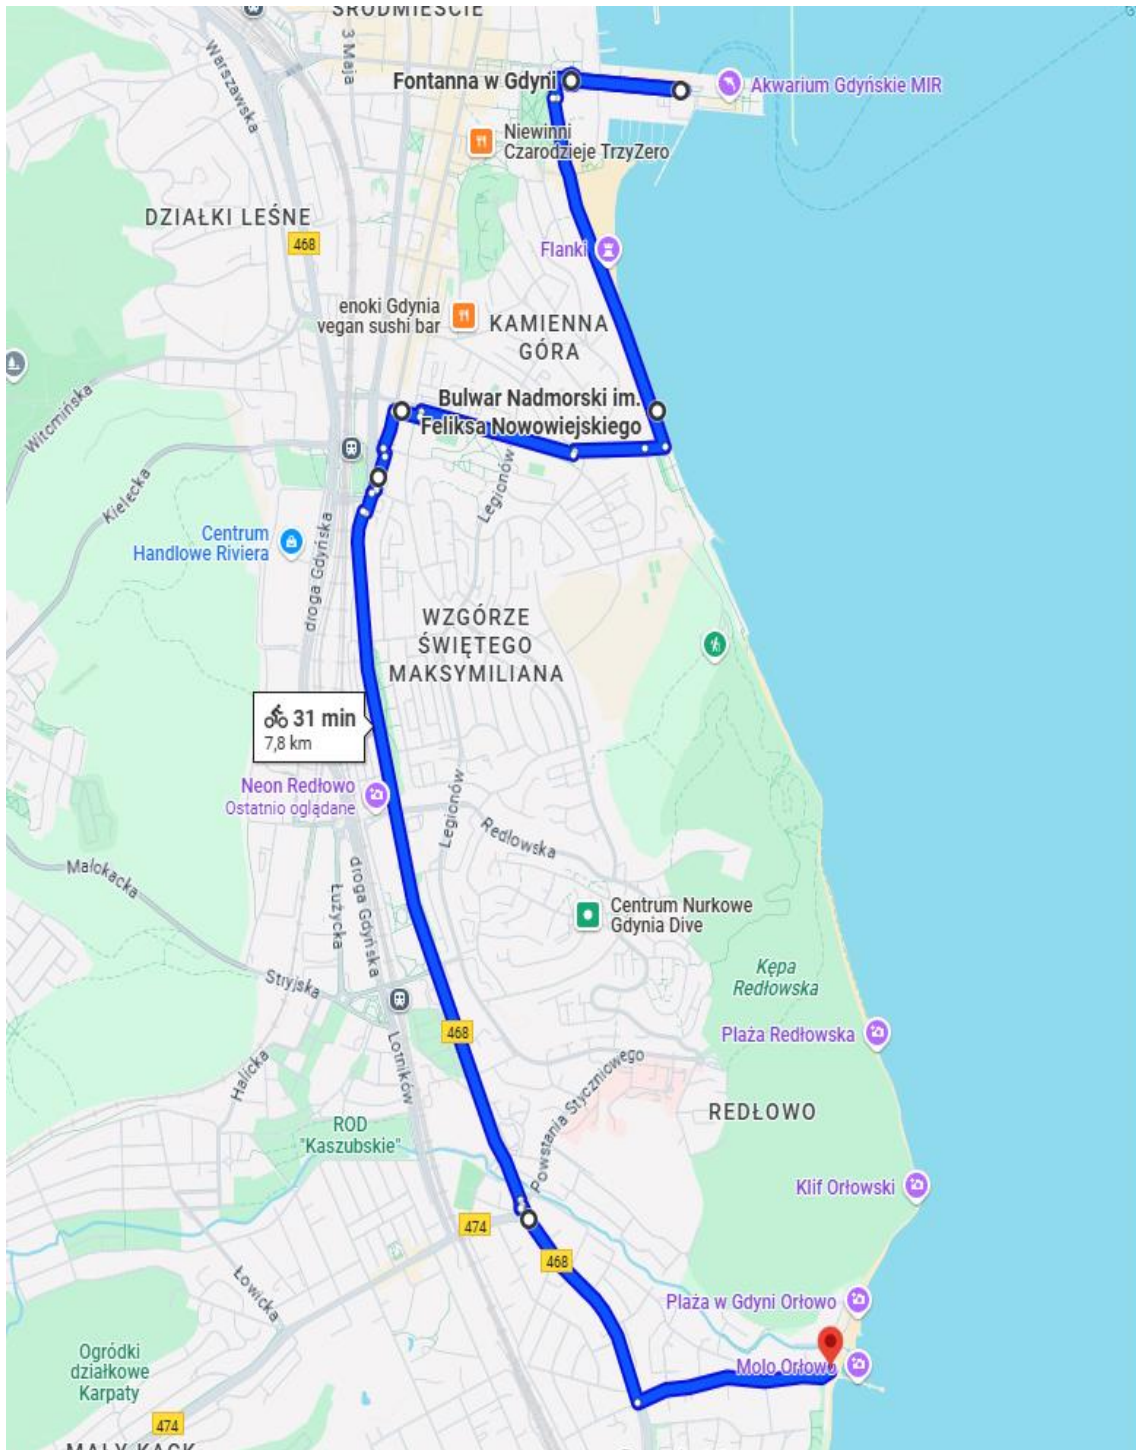 ŚRÓDMIEŚCIE
3 Maja
Warszawska
Fontanna w Gdyni
Akwarium Gdyńskie MIR
Niewinni
Czarodzieje TrzyZero
DZIAŁKI LEŚNE
468
Flanki
enoki Gdynia
vegan sushi bar
KAMIENNA
GÓRA
Witomińska
Bulwar Nadmorski im.
Feliksa Nowowiejskiego
Kielecka
Legionów
Centrum
Handlowe Riviera
droga Gdyńska
WZGÓRZE
ŚWIĘTEGO
MAKSYMILIANA
31 min
7,8 km
Neon Redłowo
Ostatnio oglądane
Legionów
Redłowska
Małokacka
droga Gdyńska
Łużycka
Centrum Nurkowe
Gdynia Dive
Stryjska
Kępa
Redłowska
468
Plaża Redłowska
Lotników
Halicka
Powstania Styczniowego
REDŁOWO
ROD
"Kaszubskie"
Klif Orłowski
474
468
Łowicka
Plaża w Gdyni Orłowo
Ogródki
działkowe
Karpaty
Molo Orłowo
474
MAŁY KACK